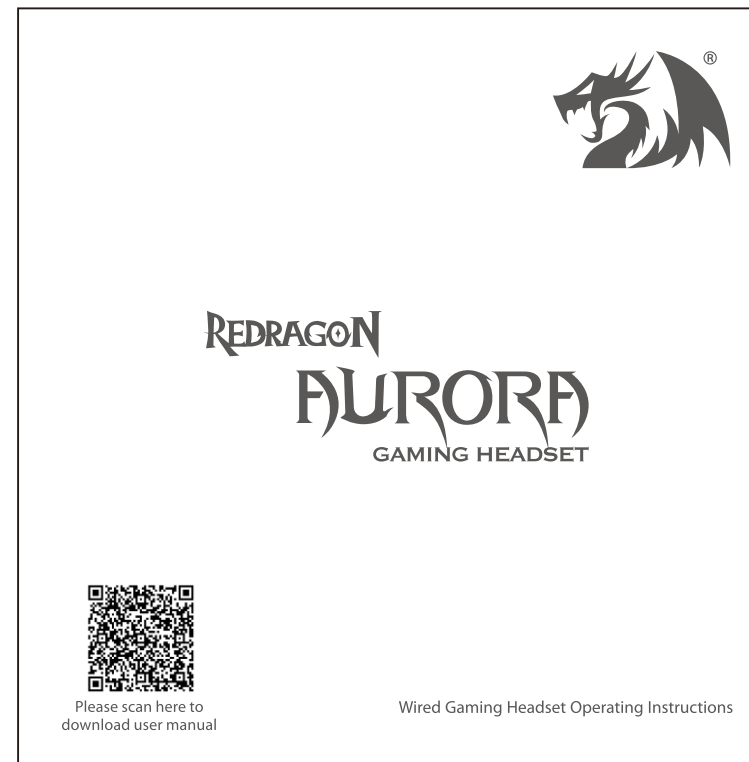 ®
REDRAGON
AURORA
GAMING HEADSET
Please scan here to
download user manual
Wired Gaming Headset Operating Instructions